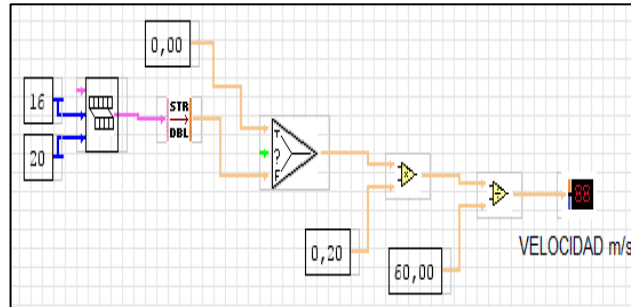 0,00
16
STR
DBL
20
T
?
F
x
÷
88
0,20
60,00
VELOCIDAD m/s